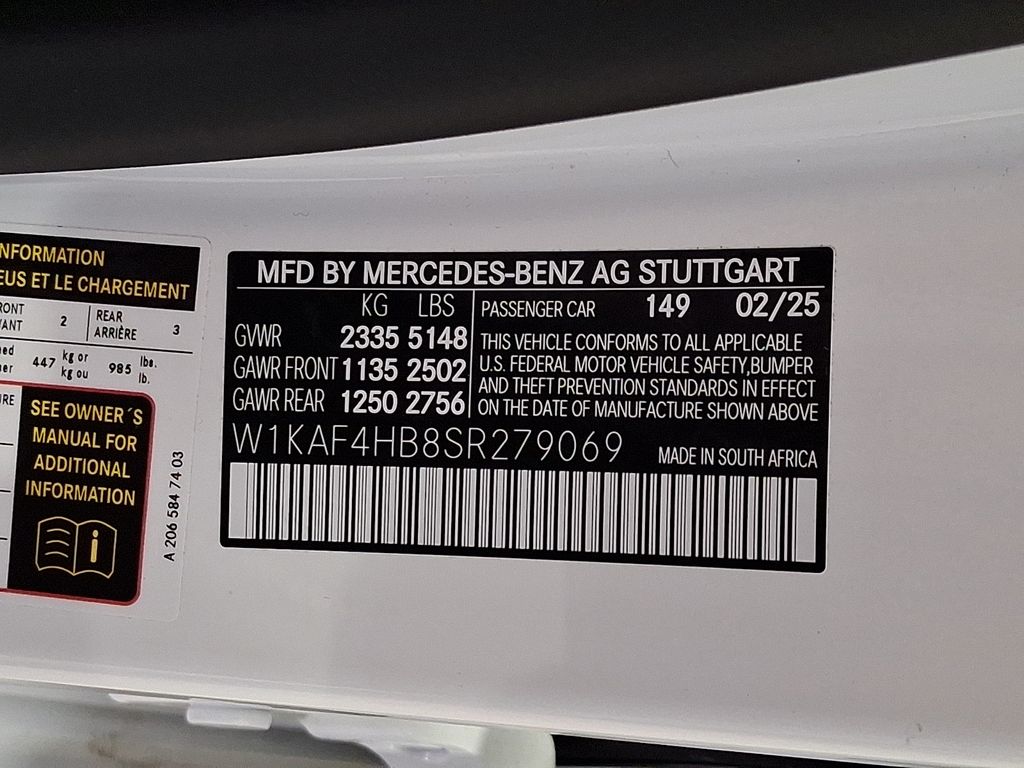 NFORMATION
EUS ET LE CHARGEMENT
RONT
VANT
2
REAR
ARRIÈRE
3
447 kg or 985 lbs.
kg ou lb.
SEE OWNER´S
MANUAL FOR
ADDITIONAL
INFORMATION
A 206 584 74 03
MFD BY MERCEDES-BENZ AG STUTTGART
KG LBS
GVWR 2335 5148
GAWR FRONT 1135 2502
GAWR REAR 1250 2756
PASSENGER CAR 149 02/25
THIS VEHICLE CONFORMS TO ALL APPLICABLE
U.S. FEDERAL MOTOR VEHICLE SAFETY,BUMPER
AND THEFT PREVENTION STANDARDS IN EFFECT
ON THE DATE OF MANUFACTURE SHOWN ABOVE
W1KAF4HB8SR279069
MADE IN SOUTH AFRICA